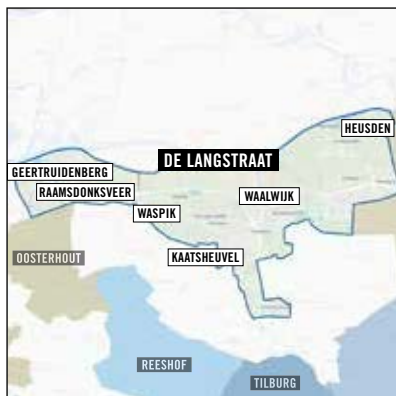 HEUSDEN
DE LANGSTRAAT
GEERTRUIDENBERG
RAAMSDONKSVEER
WAALWIJK
WASPIK
KAATSHEUVEL
OOSTERHOUT
REESHOF
TILBURG